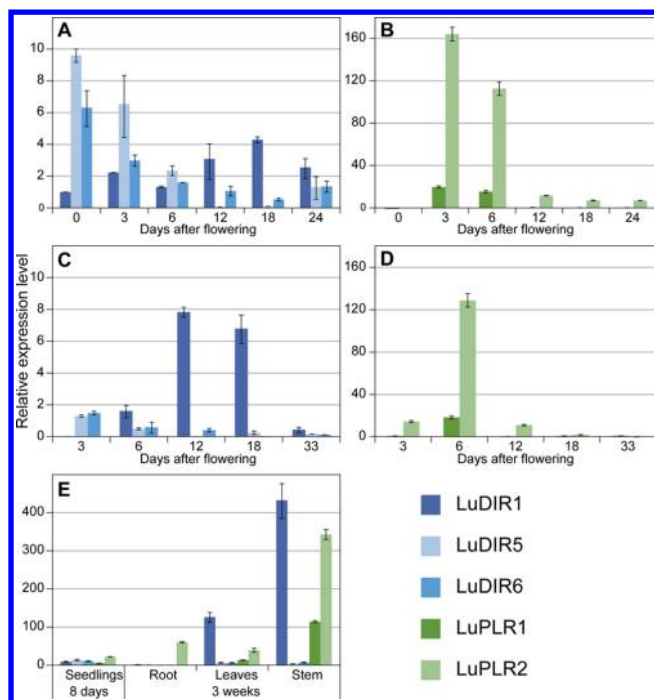 A
10
8
6
4
2
0
0 3 6 12 18 24
Days after flowering
B
160
120
80
40
0
0 3 6 12 18 24
Days after flowering
Relative expression level
C
8
6
4
2
0
3 6 12 18 33
Days after flowering
D
160
120
80
40
0
3 6 12 18 33
Days after flowering
E
400
300
200
100
0
Seedlings Root Leaves Stem
8 days 3 weeks
LuDIR1
LuDIR5
LuDIR6
LuPLR1
LuPLR2